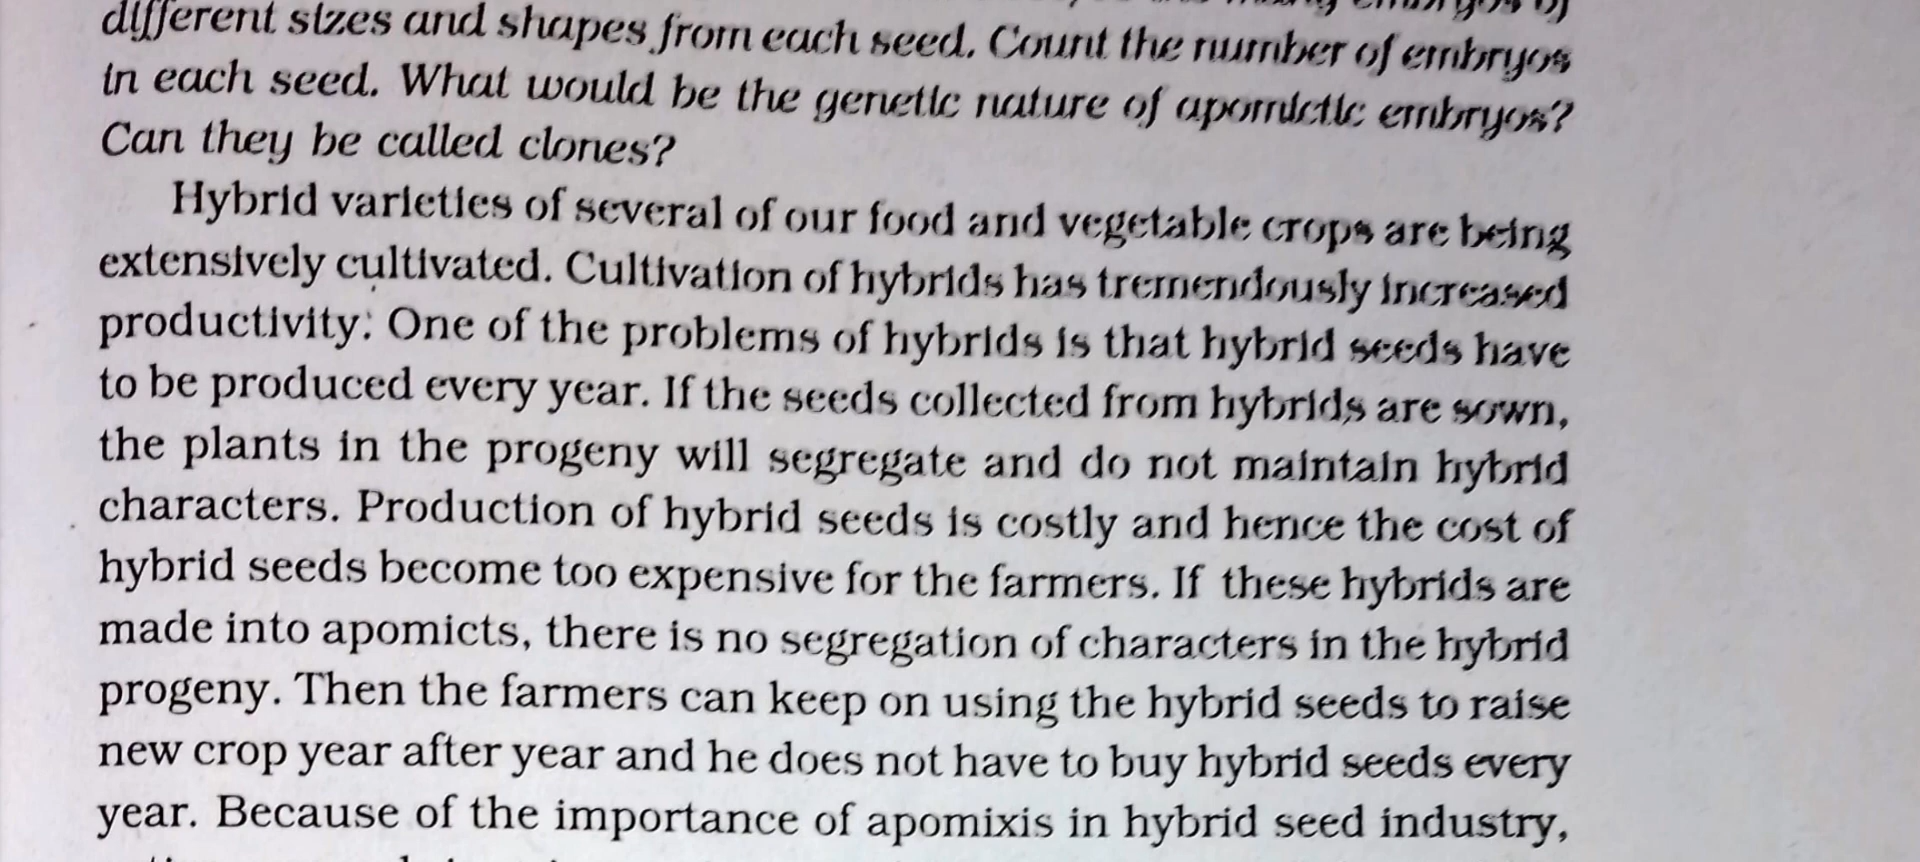 different sizes and shapes from each seed. Count the number of embryos
in each seed. What would be the genetic nature of apomictic embryos?
Can they be called clones?
Hybrid varieties of several of our food and vegetable crops are being
extensively cultivated. Cultivation of hybrids has tremendously increased
productivity. One of the problems of hybrids is that hybrid seeds have
to be produced every year. If the seeds collected from hybrids are sown,
the plants in the progeny will segregate and do not maintain hybrid
characters. Production of hybrid seeds is costly and hence the cost of
hybrid seeds become too expensive for the farmers. If these hybrids are
made into apomicts, there is no segregation of characters in the hybrid
progeny. Then the farmers can keep on using the hybrid seeds to raise
new crop year after year and he does not have to buy hybrid seeds every
year. Because of the importance of apomixis in hybrid seed industry,